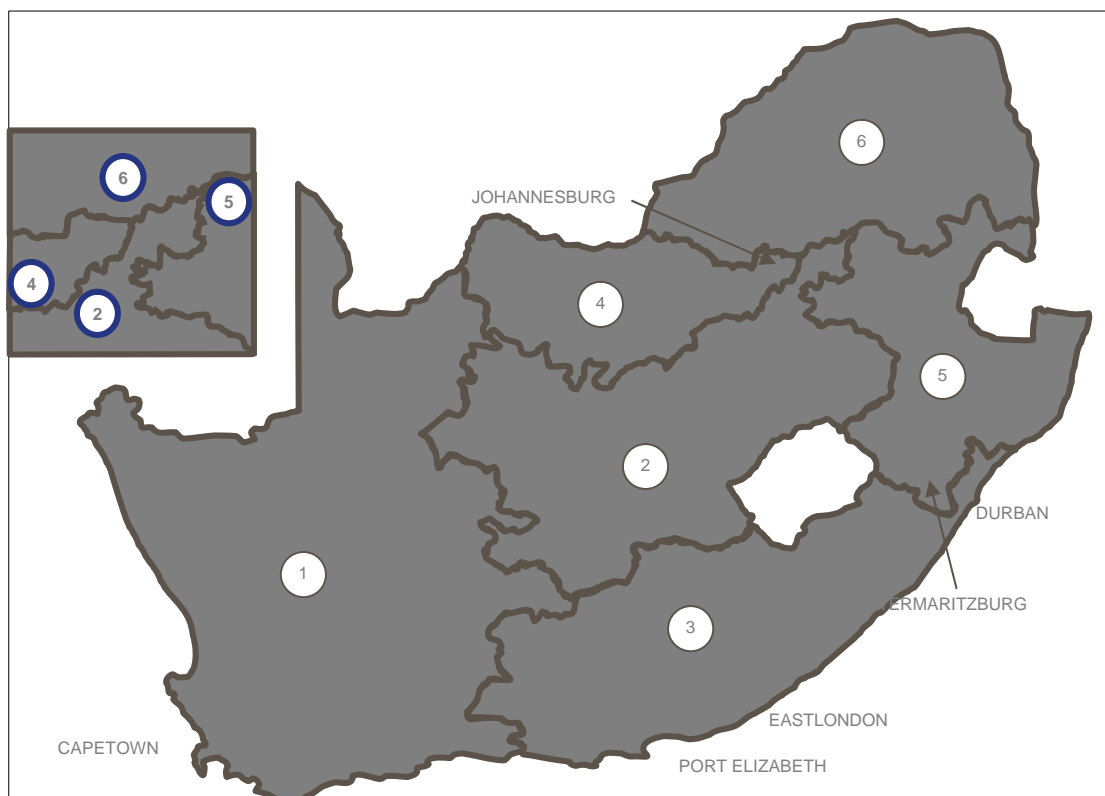 6
6
5
JOHANNESBURG
4
4
2
5
2
DURBAN
1
ERMARITZBURG
3
EASTLONDON
CAPETOWN
PORT ELIZABETH